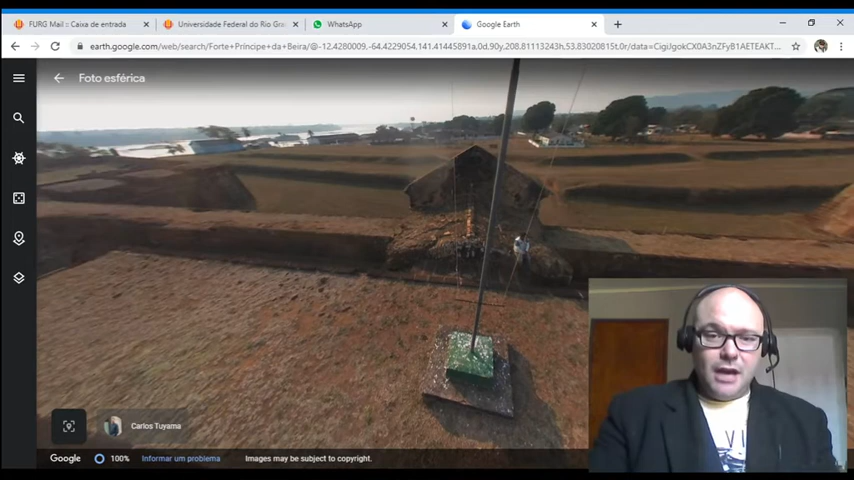 FURG Mail :: Caixa de entrada
Universidade Federal do Rio Gra
WhatsApp
Google Earth
earth.google.com/web/search/Forte+Príncipe+da+Beira/@-12.4280009,-64.4229054,141.41445891a,0d,90y,208.81113243h,53.83020815t,0r/data=
Foto esférica
Carlos Tuyama
Google
100%
Informar um problema
Images may be subject to copyright.
VI